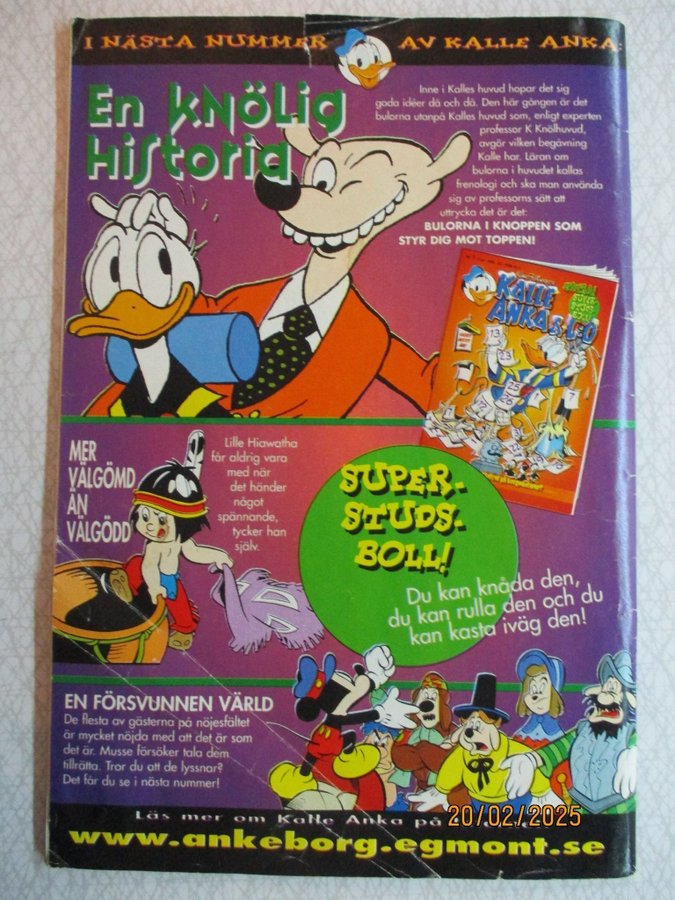 I NÄSTA NUMMER AV KALLE ANKA:
En KNÖLig
HiStoria
Inne i Kalles huvud hopar det sig
goda idéer då och då. Den här gången är det
bulorna utanpå Kalles huvud som, enligt experten
professor K Knölhuvud,
avgör vilken begåvning
Kalle har. Läran om
bulorna i huvudet kallas
frenologi och ska man använda
sig av professorns sätt att
uttrycka det är det:
BULORNA I KNOPPEN SOM
STYR DIG MOT TOPPEN!
KALLE
ANKA & C:O
13
23
25
26
7
MER
VÄLGÖMD
ÄN
VÄLGÖDD
Lille Hiawatha
får aldrig vara
med när
det händer
något
spännande,
tycker han
själv.
SUPER-
STUDS-
BOLL!
Du kan knåda den,
du kan rulla den och du
kan kasta iväg den!
EN FÖRSVUNNEN VÄRLD
De flesta av gästerna på nöjesfältet
är mycket nöjda med att det är som
det är. Musse försöker tala dem
tillrätta. Tror du att de lyssnar?
Det får du se i nästa nummer!
Läs mer om Kalle Anka på
20/02/2025
www.ankeborg.egmont.se